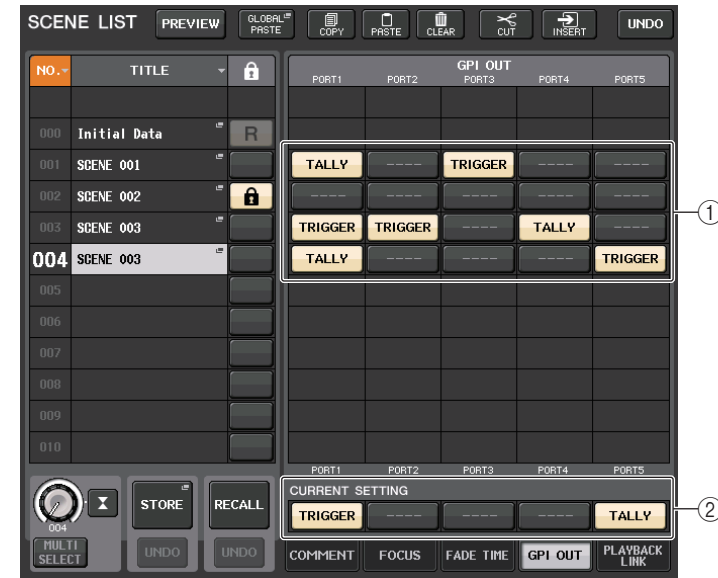 SCENE LIST PREVIEW GLOBAL PASTE COPY PASTE CLEAR CUT INSERT UNDO
NO. TITLE GPI OUT
PORT1 PORT2 PORT3 PORT4 PORT5
000 Initial Data R
001 SCENE 001 TALLY ---- TRIGGER ---- ----
002 SCENE 002 ---- ---- ---- ---- ----
003 SCENE 003 TRIGGER TRIGGER ---- TALLY ----
004 SCENE 003 TALLY ---- ---- ---- TRIGGER
005
006
007
008
009
010
①
PORT1 PORT2 PORT3 PORT4 PORT5
CURRENT SETTING
TRIGGER ---- ---- ---- TALLY
②
004 STORE RECALL
MULTI SELECT UNDO UNDO
COMMENT FOCUS FADE TIME GPI OUT PLAYBACK LINK